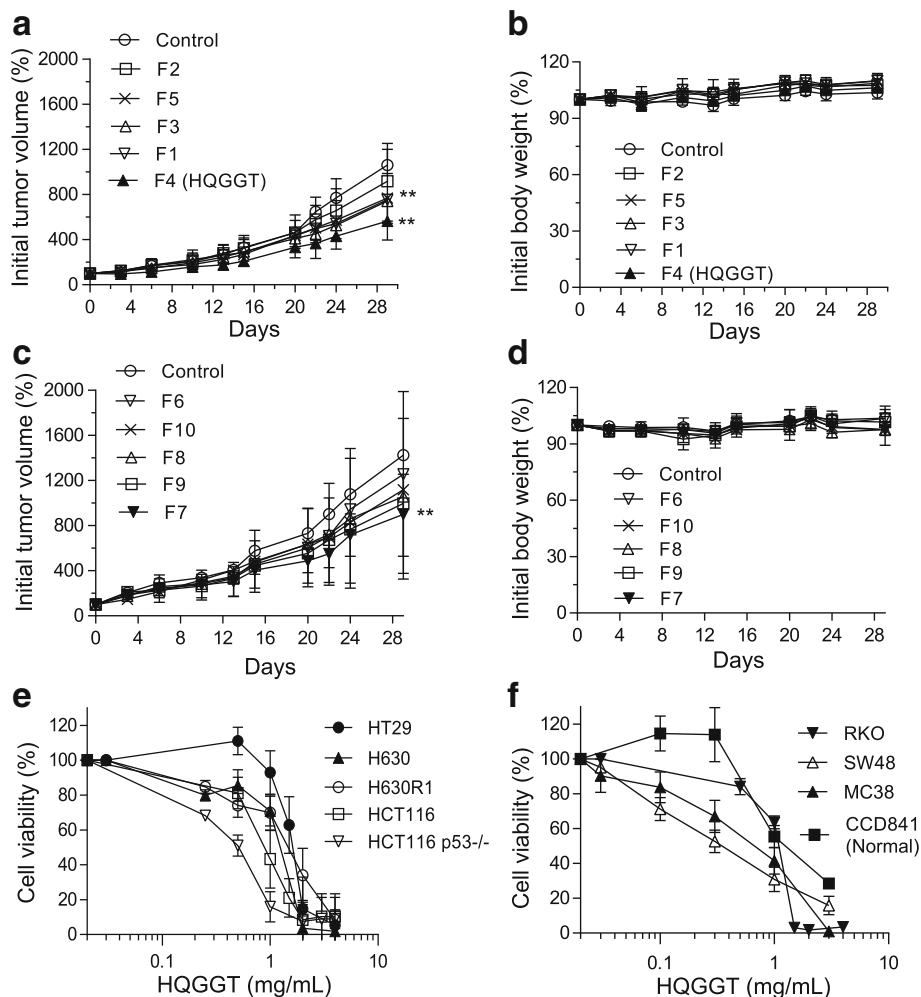 a
Initial tumor volume (%)
2000
1600
1200
800
400
0
Control
F2
F5
F3
F1
F4 (HQGGT)
**
**
0 4 8 12 16 20 24 28
Days
b
Initial body weight (%)
120
90
60
30
0
Control
F2
F5
F3
F1
F4 (HQGGT)
0 4 8 12 16 20 24 28
Days
c
Initial tumor volume (%)
2000
1600
1200
800
400
0
Control
F6
F10
F8
F9
F7
**
0 4 8 12 16 20 24 28
Days
d
Initial body weight (%)
120
90
60
30
0
Control
F6
F10
F8
F9
F7
0 4 8 12 16 20 24 28
Days
e
Cell viability (%)
120
100
80
60
40
20
0
HT29
H630
H630R1
HCT116
HCT116 p53-/-
0.1 1 10
HQGGT (mg/mL)
f
Cell viability (%)
120
100
80
60
40
20
0
RKO
SW48
MC38
CCD841
(Normal)
0.1 1 10
HQGGT (mg/mL)